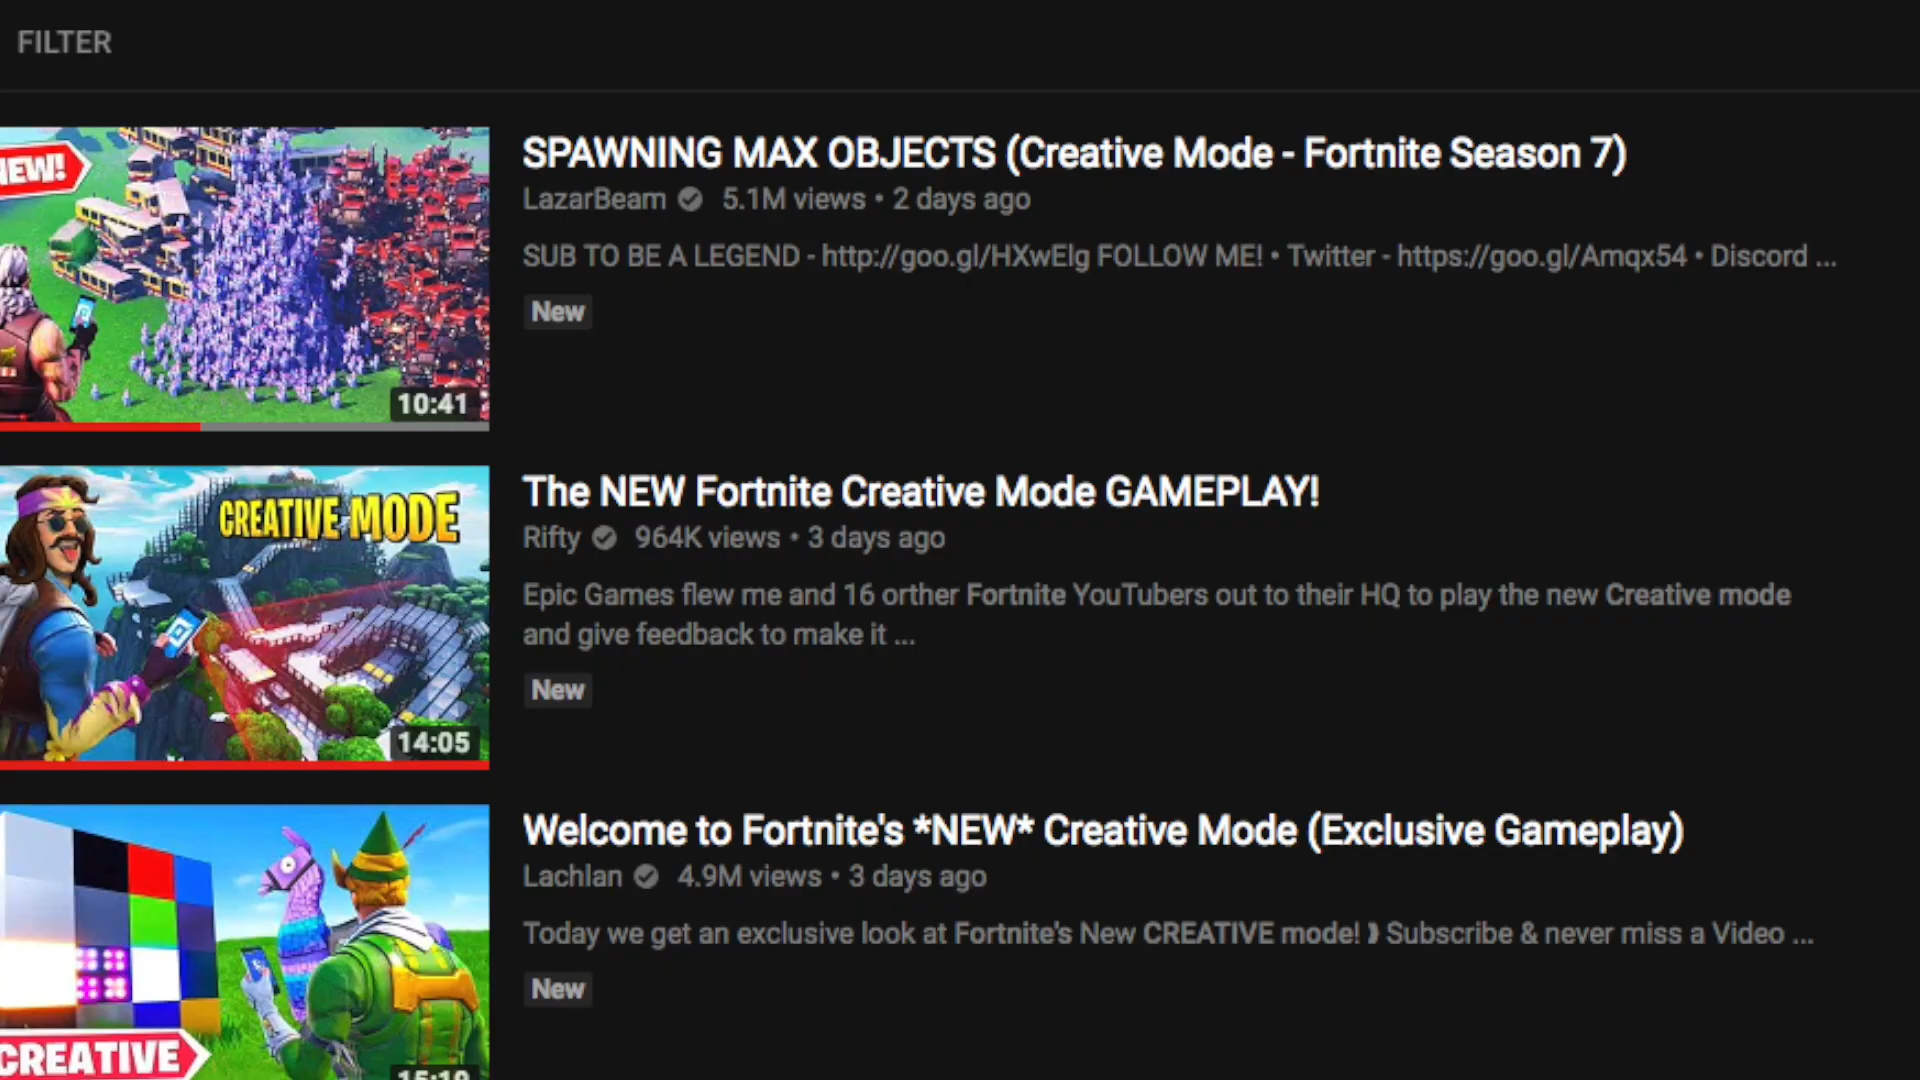 FILTER
NEW!
10:41
SPAWNING MAX OBJECTS (Creative Mode - Fortnite Season 7)
LazarBeam 5.1M views • 2 days ago
SUB TO BE A LEGEND - http://goo.gl/HXwElg FOLLOW ME! • Twitter - https://goo.gl/Amqx54 • Discord ...
New
CREATIVE MODE
14:05
The NEW Fortnite Creative Mode GAMEPLAY!
Rifty 964K views • 3 days ago
Epic Games flew me and 16 orther Fortnite YouTubers out to their HQ to play the new Creative mode
and give feedback to make it ...
New
CREATIVE
15:19
Welcome to Fortnite's *NEW* Creative Mode (Exclusive Gameplay)
Lachlan 4.9M views • 3 days ago
Today we get an exclusive look at Fortnite's New CREATIVE mode! Subscribe & never miss a Video ...
New